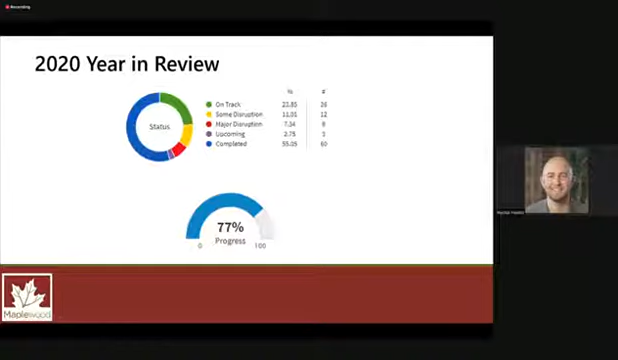 Recording
2020 Year in Review
% #
On Track 23.85 26
Some Disruption 11.01 12
Major Disruption 7.34 8
Upcoming 2.75 3
Completed 55.05 60
Status
77%
Progress
0 100
Maplewood